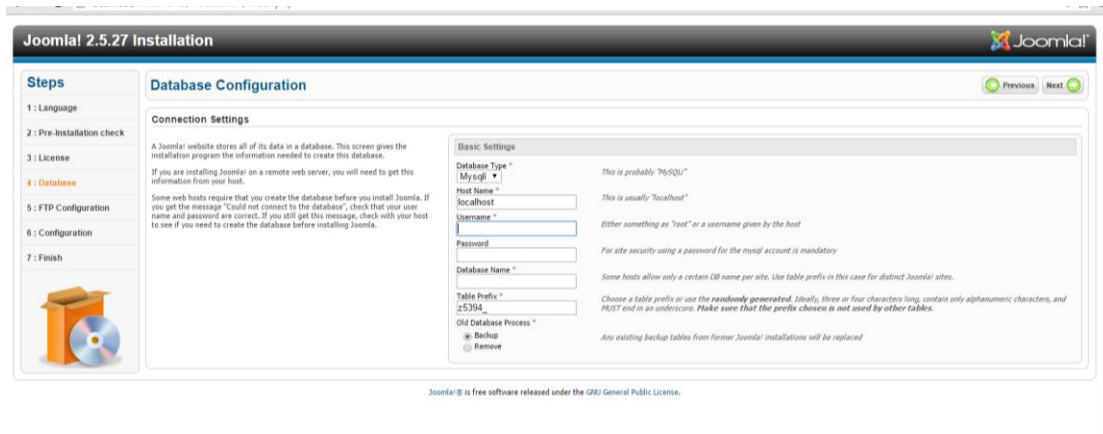 Joomla! 2.5.27 Installation
Joomla!
Steps
1 : Language
2 : Pre-Installation check
3 : License
4 : Database
5 : FTP Configuration
6 : Configuration
7 : Finish
Database Configuration
Previous
Next
Connection Settings
A Joomla! website stores all of its data in a database. This screen gives the
installation program the information needed to create this database.
If you are installing Joomla! on a remote web server, you will need to get this
information from your host.
Some web hosts require that you create the database before you install Joomla. If
you get the message "Could not connect to the database", check that your user
name and password are correct. If you still get this message, check with your host
to see if you need to create the database before installing Joomla.
Basic Settings
Database Type *
Mysqli
This is probably "MySQLi"
Host Name *
localhost
This is usually "localhost"
Username *
Either something as "root" or a username given by the host
Password
For site security using a password for the mysql account is mandatory
Database Name *
Some hosts allow only a certain DB name per site. Use table prefix in this case for distinct Joomla! sites.
Table Prefix *
z5394_
Choose a table prefix or use the randomly generated. Ideally, three or four characters long, contain only alphanumeric characters, and
MUST end in an underscore. Make sure that the prefix chosen is not used by other tables.
Old Database Process *
Backup
Remove
Any existing backup tables from former Joomla! installations will be replaced
Joomla!® is free software released under the GNU General Public License.